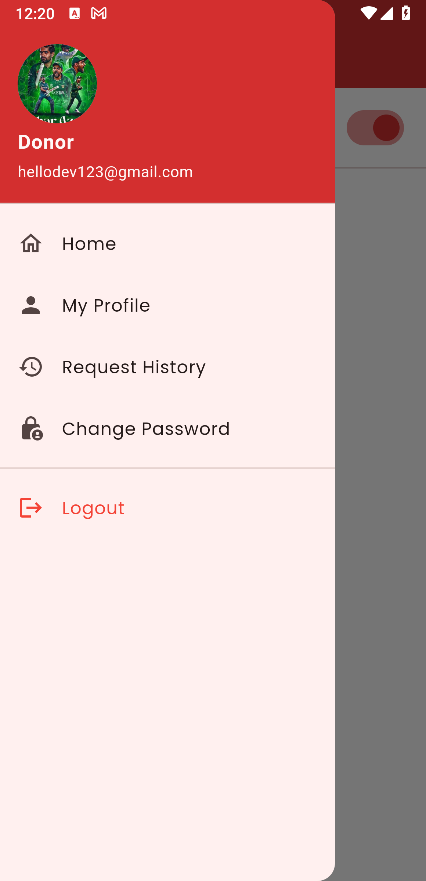 12:20
Donor
hellodev123@gmail.com
Home
My Profile
Request History
Change Password
Logout